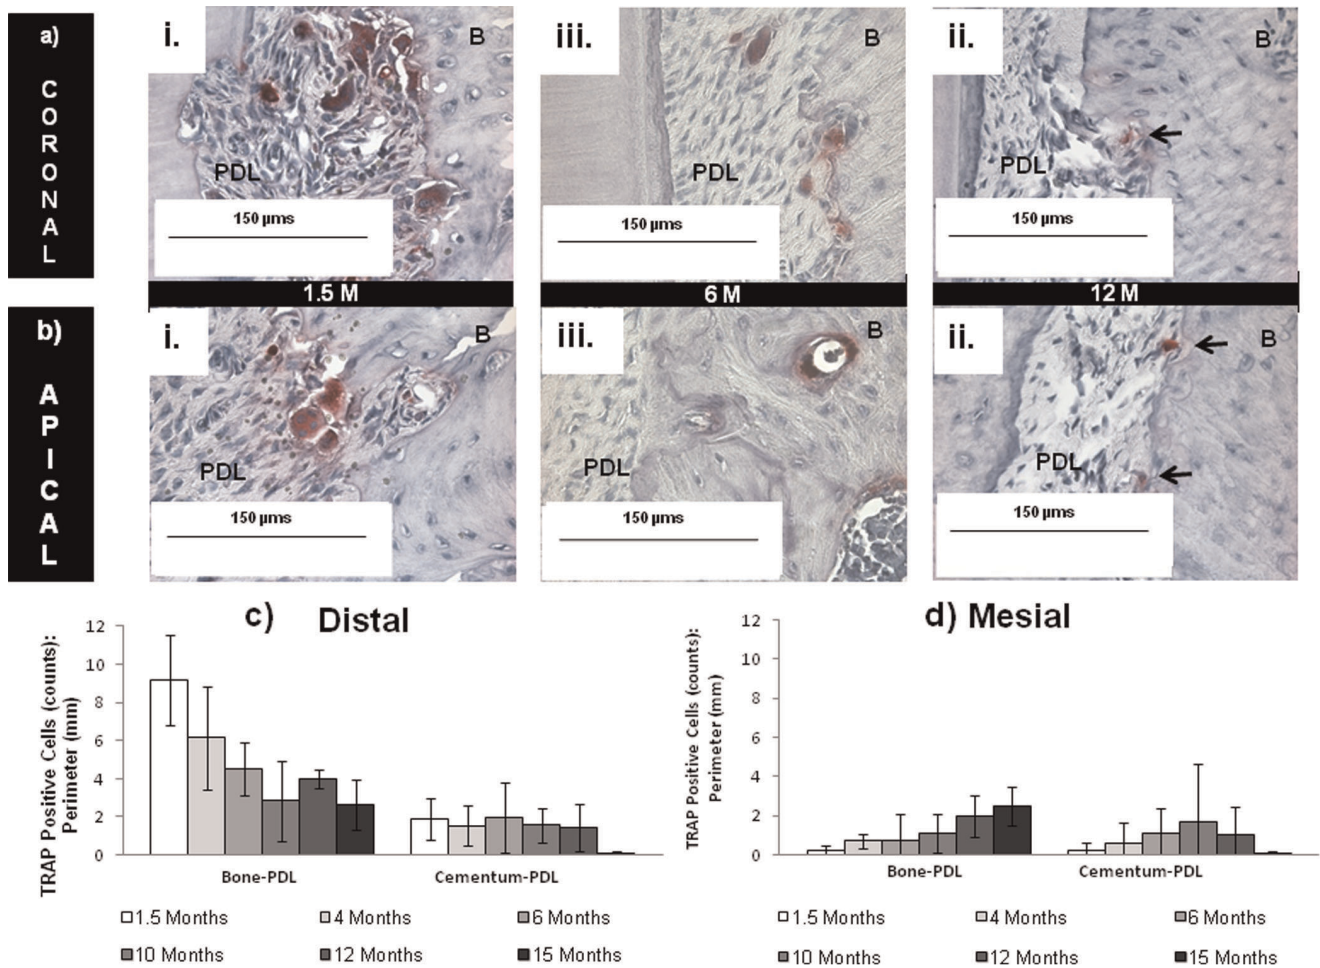 a)
CORONAL
i.
B
PDL
150 µms
iii.
B
PDL
150 µms
ii.
B
PDL
150 µms
1.5 M
6 M
12 M
b)
APICAL
i.
B
PDL
150 µms
iii.
B
PDL
150 µms
ii.
B
PDL
150 µms
c) Distal
TRAP Positive Cells (counts):
Perimeter (mm)
12
10
8
6
4
2
0
Bone-PDL
Cementum-PDL
1.5 Months
4 Months
6 Months
10 Months
12 Months
15 Months
d) Mesial
TRAP Positive Cells (counts):
Perimeter (mm)
12
10
8
6
4
2
0
Bone-PDL
Cementum-PDL
1.5 Months
4 Months
6 Months
10 Months
12 Months
15 Months